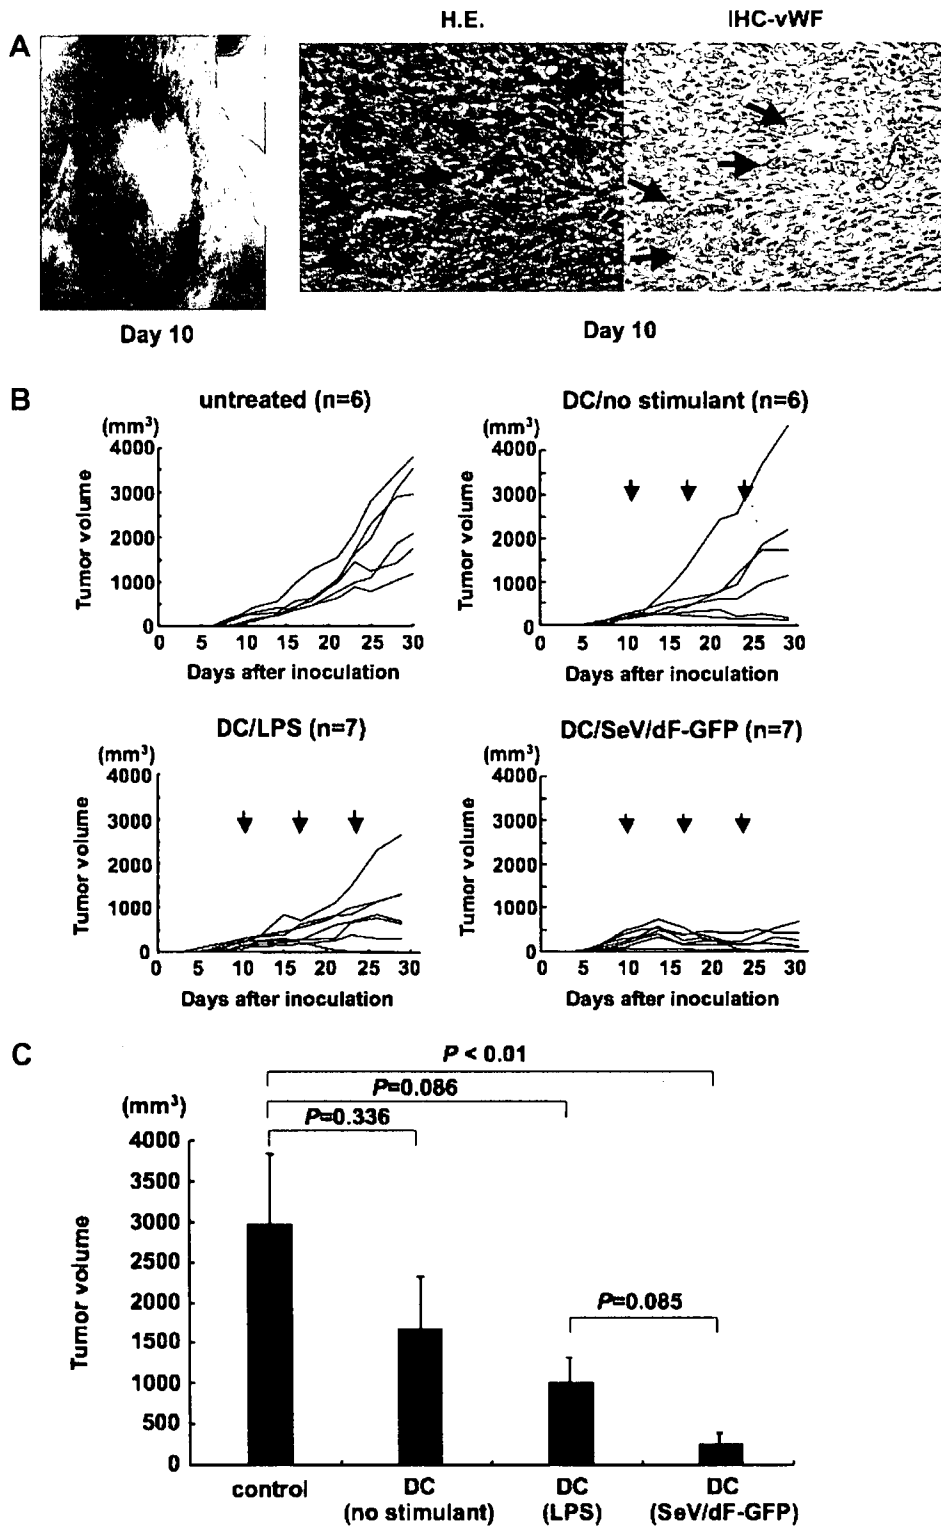 A
H.E.
IHC-vWF
Day 10
Day 10
B
untreated (n=6)
(mm³)
Tumor volume
4000
3000
2000
1000
0
0 5 10 15 20 25 30
Days after inoculation
DC/no stimulant (n=6)
(mm³)
Tumor volume
4000
3000
2000
1000
0
0 5 10 15 20 25 30
Days after inoculation
DC/LPS (n=7)
(mm³)
Tumor volume
4000
3000
2000
1000
0
0 5 10 15 20 25 30
Days after inoculation
DC/SeV/dF-GFP (n=7)
(mm³)
Tumor volume
4000
3000
2000
1000
0
0 5 10 15 20 25 30
Days after inoculation
C
P < 0.01
P=0.086
P=0.336
P=0.085
(mm³)
Tumor volume
4000
3500
3000
2500
2000
1500
1000
500
0
control
DC
(no stimulant)
DC
(LPS)
DC
(SeV/dF-GFP)